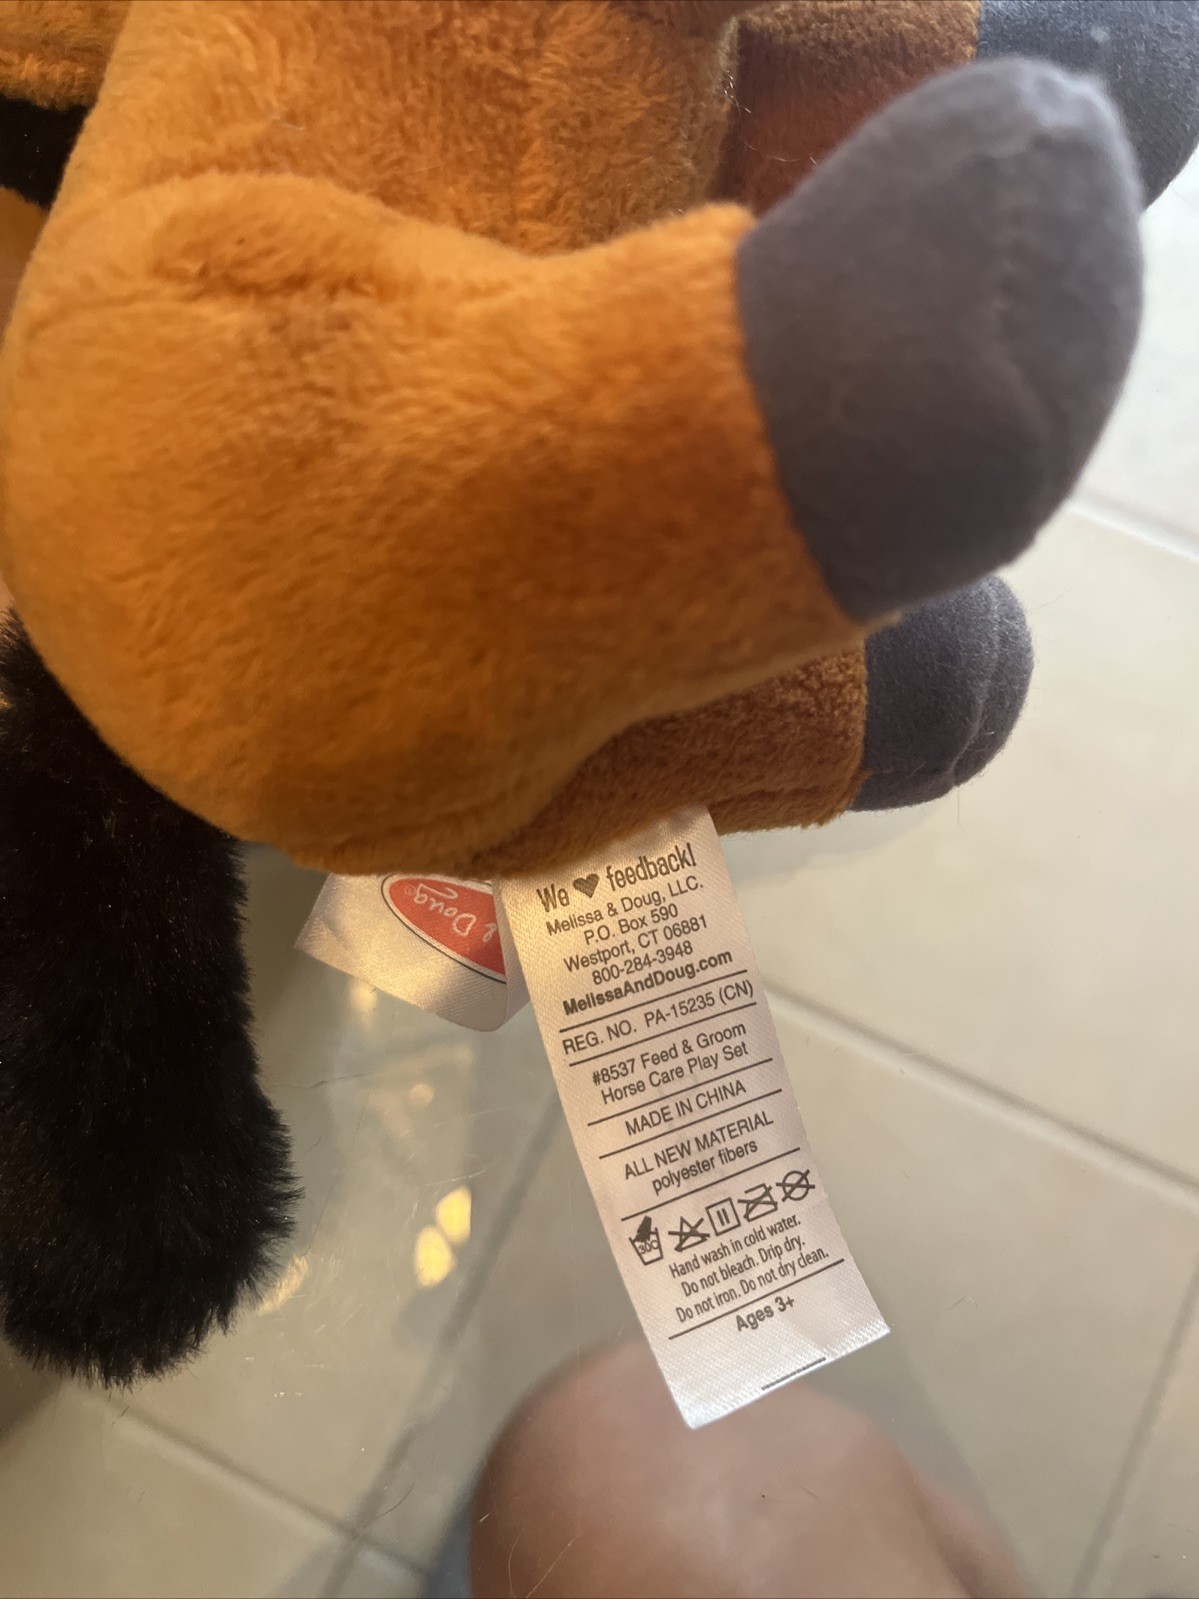 We ♥ feedback!
Melissa & Doug, LLC.
P.O. Box 590
Westport, CT 06881
800-284-3948
MelissaAndDoug.com
REG. NO. PA-15235 (CN)
#8537 Feed & Groom
Horse Care Play Set
MADE IN CHINA
ALL NEW MATERIAL
polyester fibers
30C
Hand wash in cold water.
Do not bleach. Drip dry.
Do not iron. Do not dry clean.
Ages 3+
& Doug®